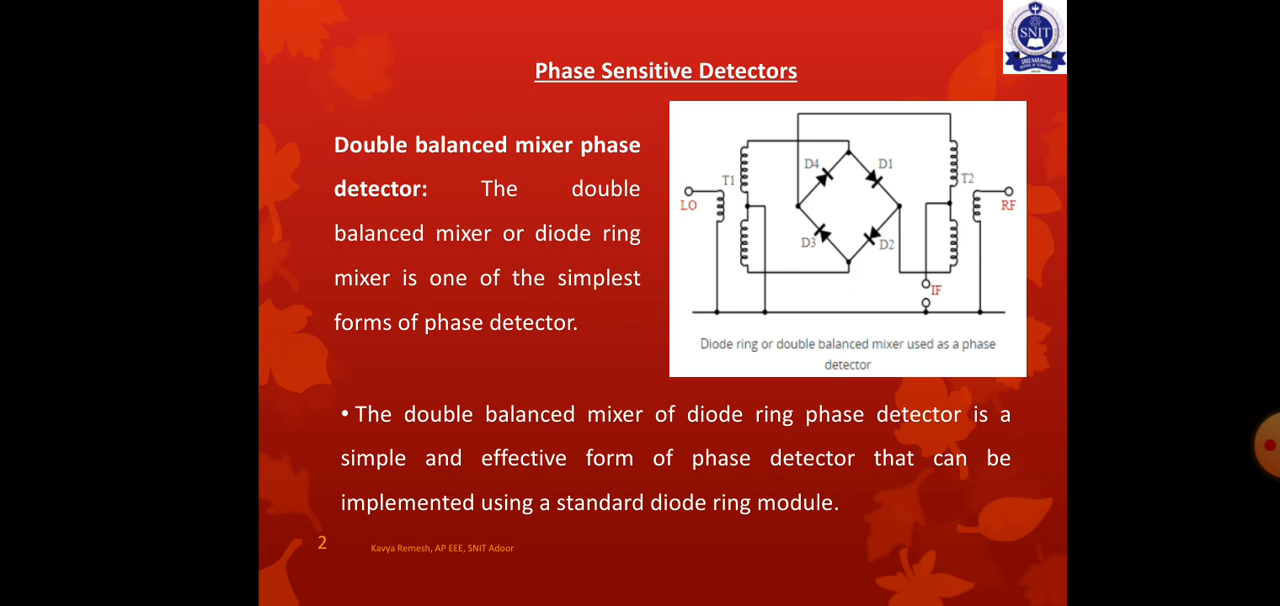 SNIT
Phase Sensitive Detectors
Double balanced mixer phase
detector: The double
balanced mixer or diode ring
mixer is one of the simplest
forms of phase detector.
D4 D1
T1 T2
LO RF
D3 D2
IF
Diode ring or double balanced mixer used as a phase
detector
• The double balanced mixer of diode ring phase detector is a
simple and effective form of phase detector that can be
implemented using a standard diode ring module.
2 Kavya Remesh, AP EEE, SNIT Adoor